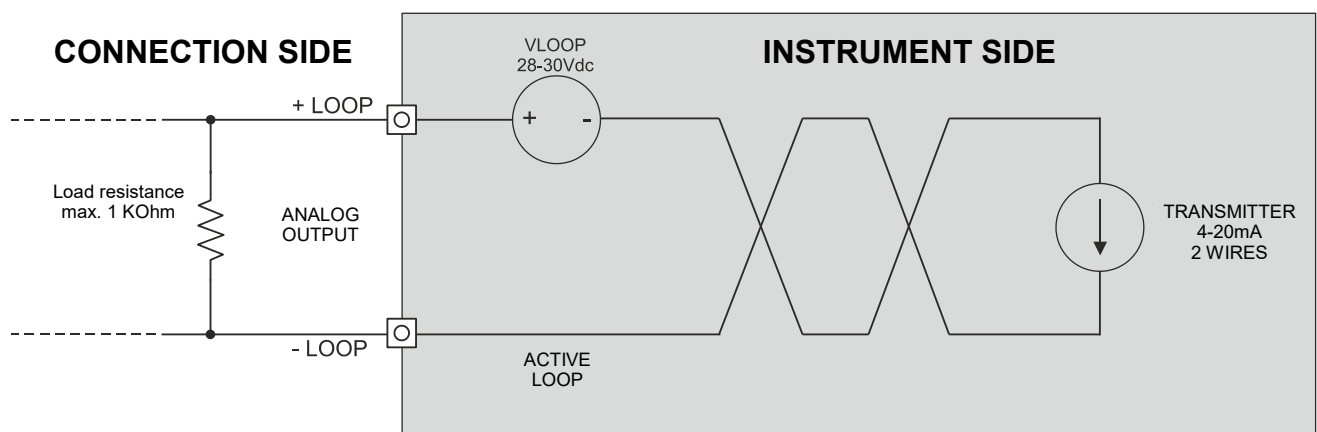 CONNECTION SIDE
INSTRUMENT SIDE
VLOOP
28-30Vdc
+ LOOP
+ -
Load resistance
max. 1 KOhm
ANALOG
OUTPUT
TRANSMITTER
4-20mA
2 WIRES
- LOOP
ACTIVE
LOOP